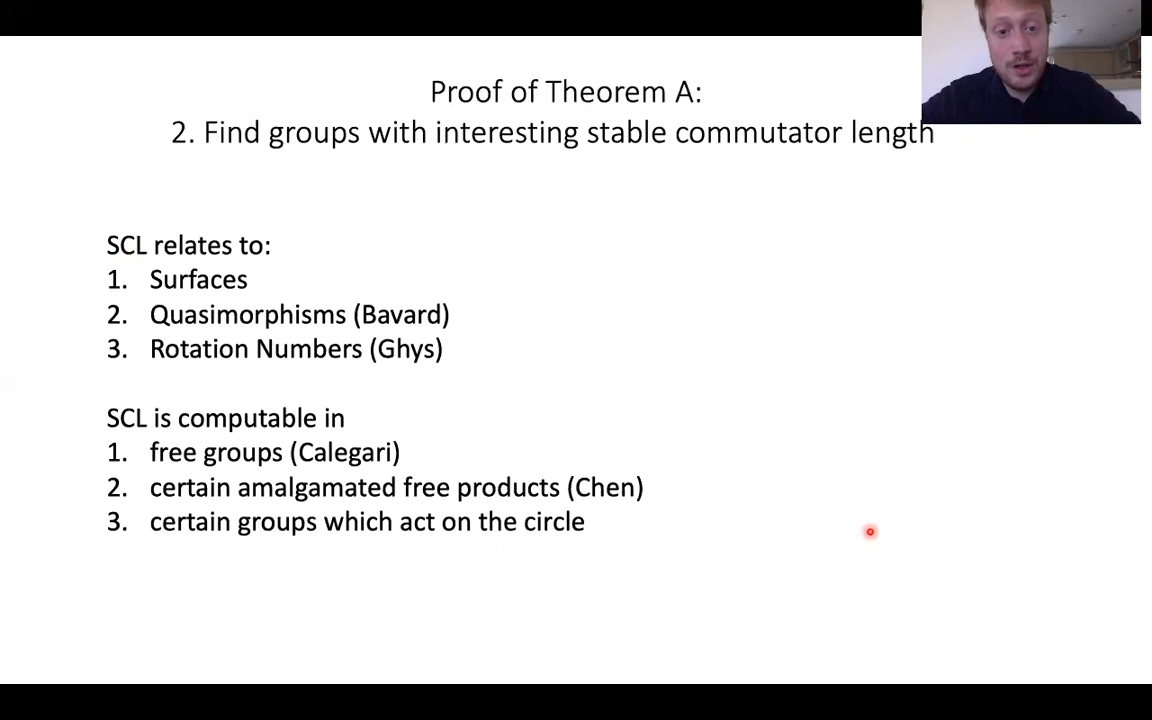 Proof of Theorem A:
2. Find groups with interesting stable commutator length
SCL relates to:
1. Surfaces
2. Quasimorphisms (Bavard)
3. Rotation Numbers (Ghys)
SCL is computable in
1. free groups (Calegari)
2. certain amalgamated free products (Chen)
3. certain groups which act on the circle